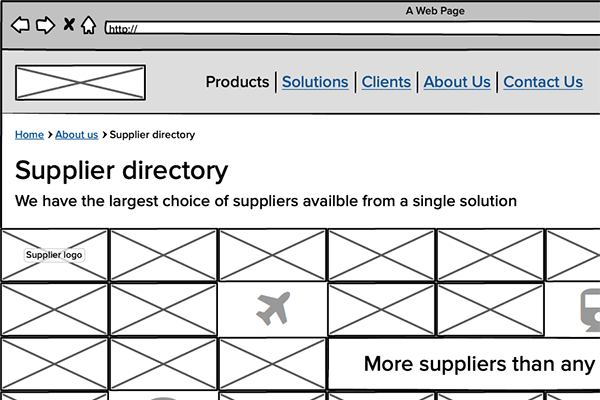 A Web Page
http://
Products Solutions Clients About Us Contact Us
Home > About us > Supplier directory
Supplier directory
We have the largest choice of suppliers availble from a single solution
Supplier logo
More suppliers than any